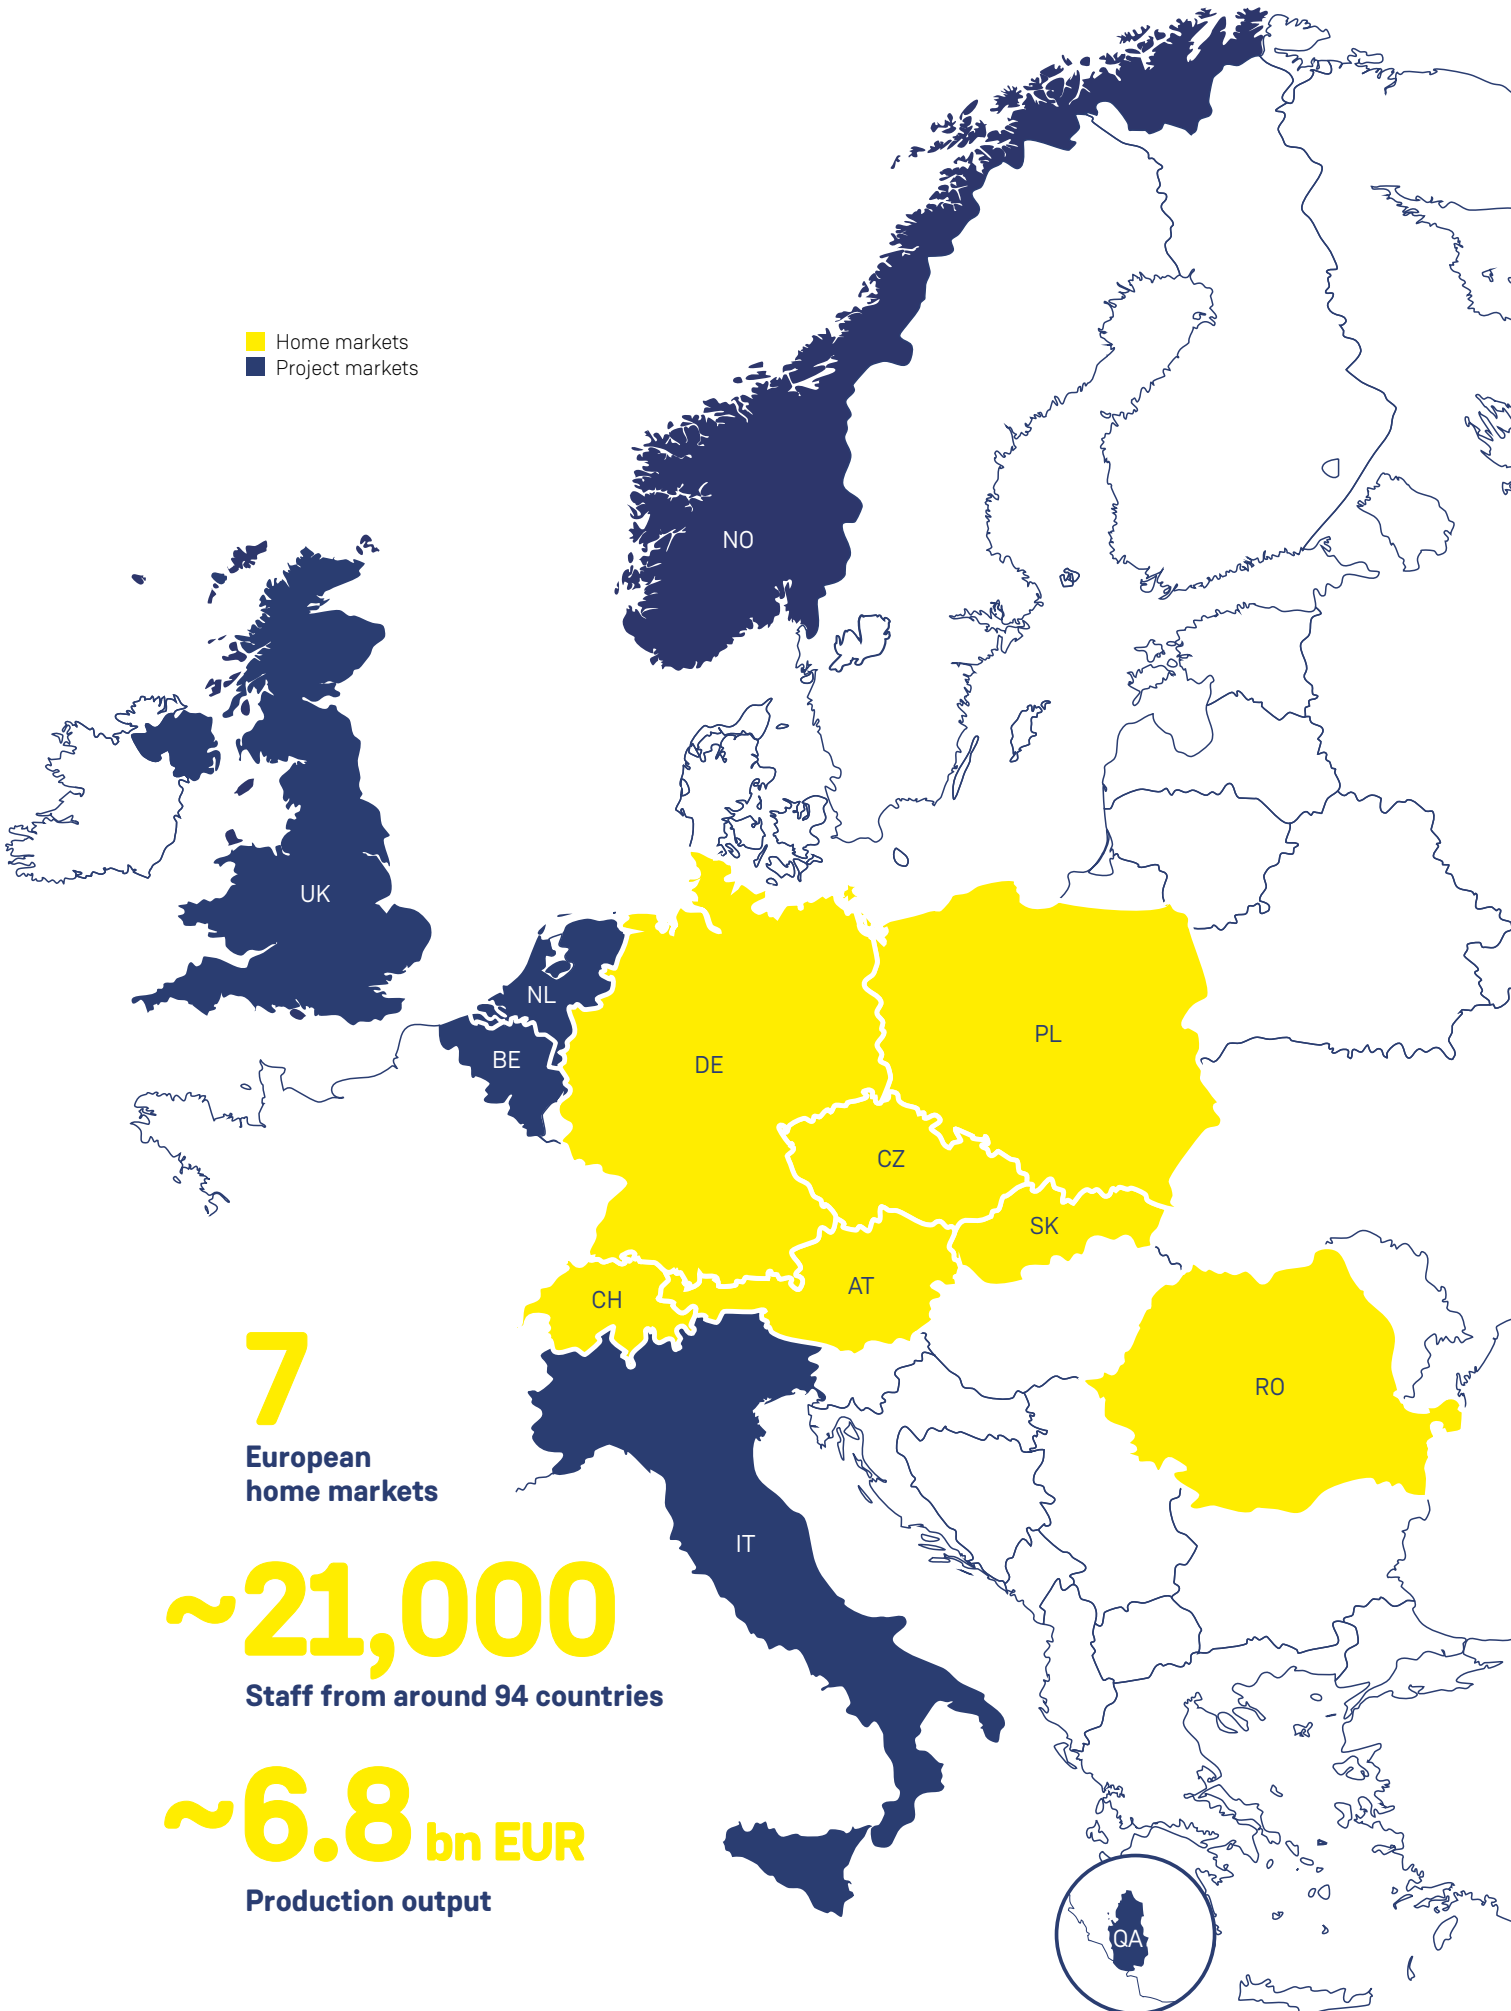 Home markets
Project markets
NO
UK
NL
PL
BE
DE
CZ
SK
AT
CH
RO
7
European
home markets
IT
~21,000
Staff from around 94 countries
~6.8 bn EUR
Production output
QA